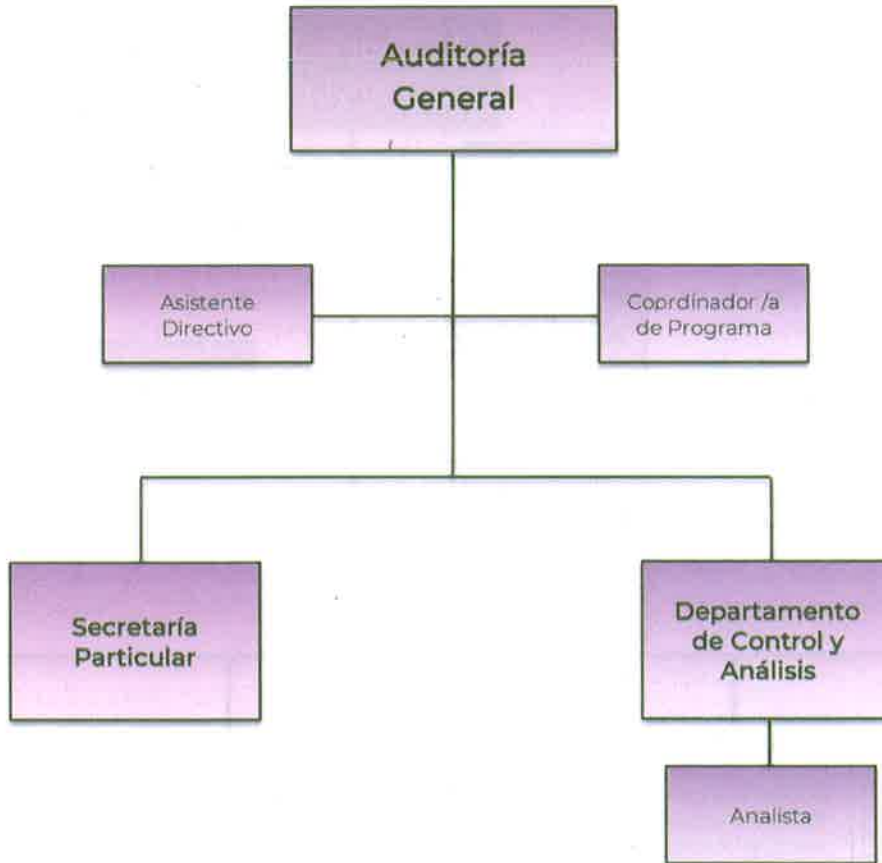 Auditoría
General
Asistente
Directivo
Coordinador /a
de Programa
Secretaría
Particular
Departamento
de Control y
Análisis
Analista